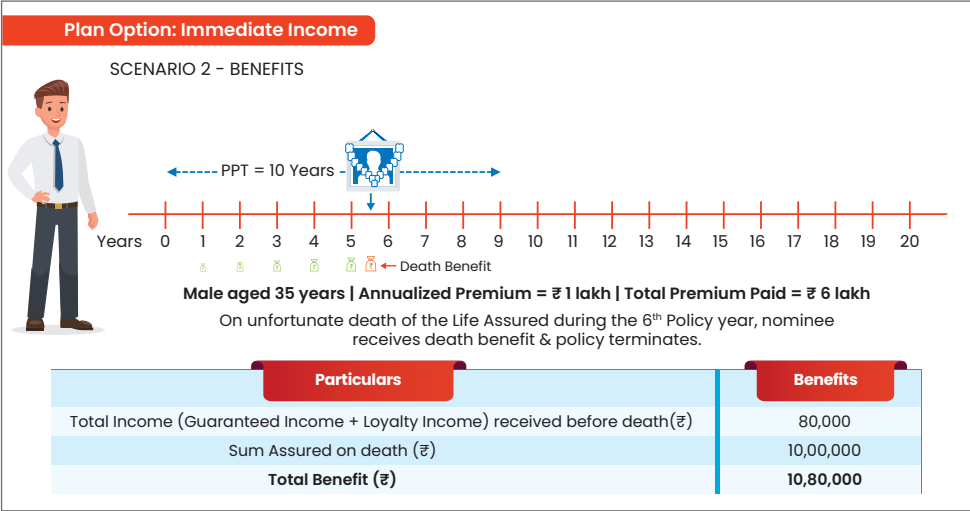 Plan Option: Immediate Income
SCENARIO 2 - BENEFITS
PPT = 10 Years
Years 0 1 2 3 4 5 6 7 8 9 10 11 12 13 14 15 16 17 18 19 20
Death Benefit
Male aged 35 years | Annualized Premium = ₹ 1 lakh | Total Premium Paid = ₹ 6 lakh
On unfortunate death of the Life Assured during the 6th Policy year, nominee
receives death benefit & policy terminates.
Particulars Benefits
Total Income (Guaranteed Income + Loyalty Income) received before death(₹) 80,000
Sum Assured on death (₹) 10,00,000
Total Benefit (₹) 10,80,000